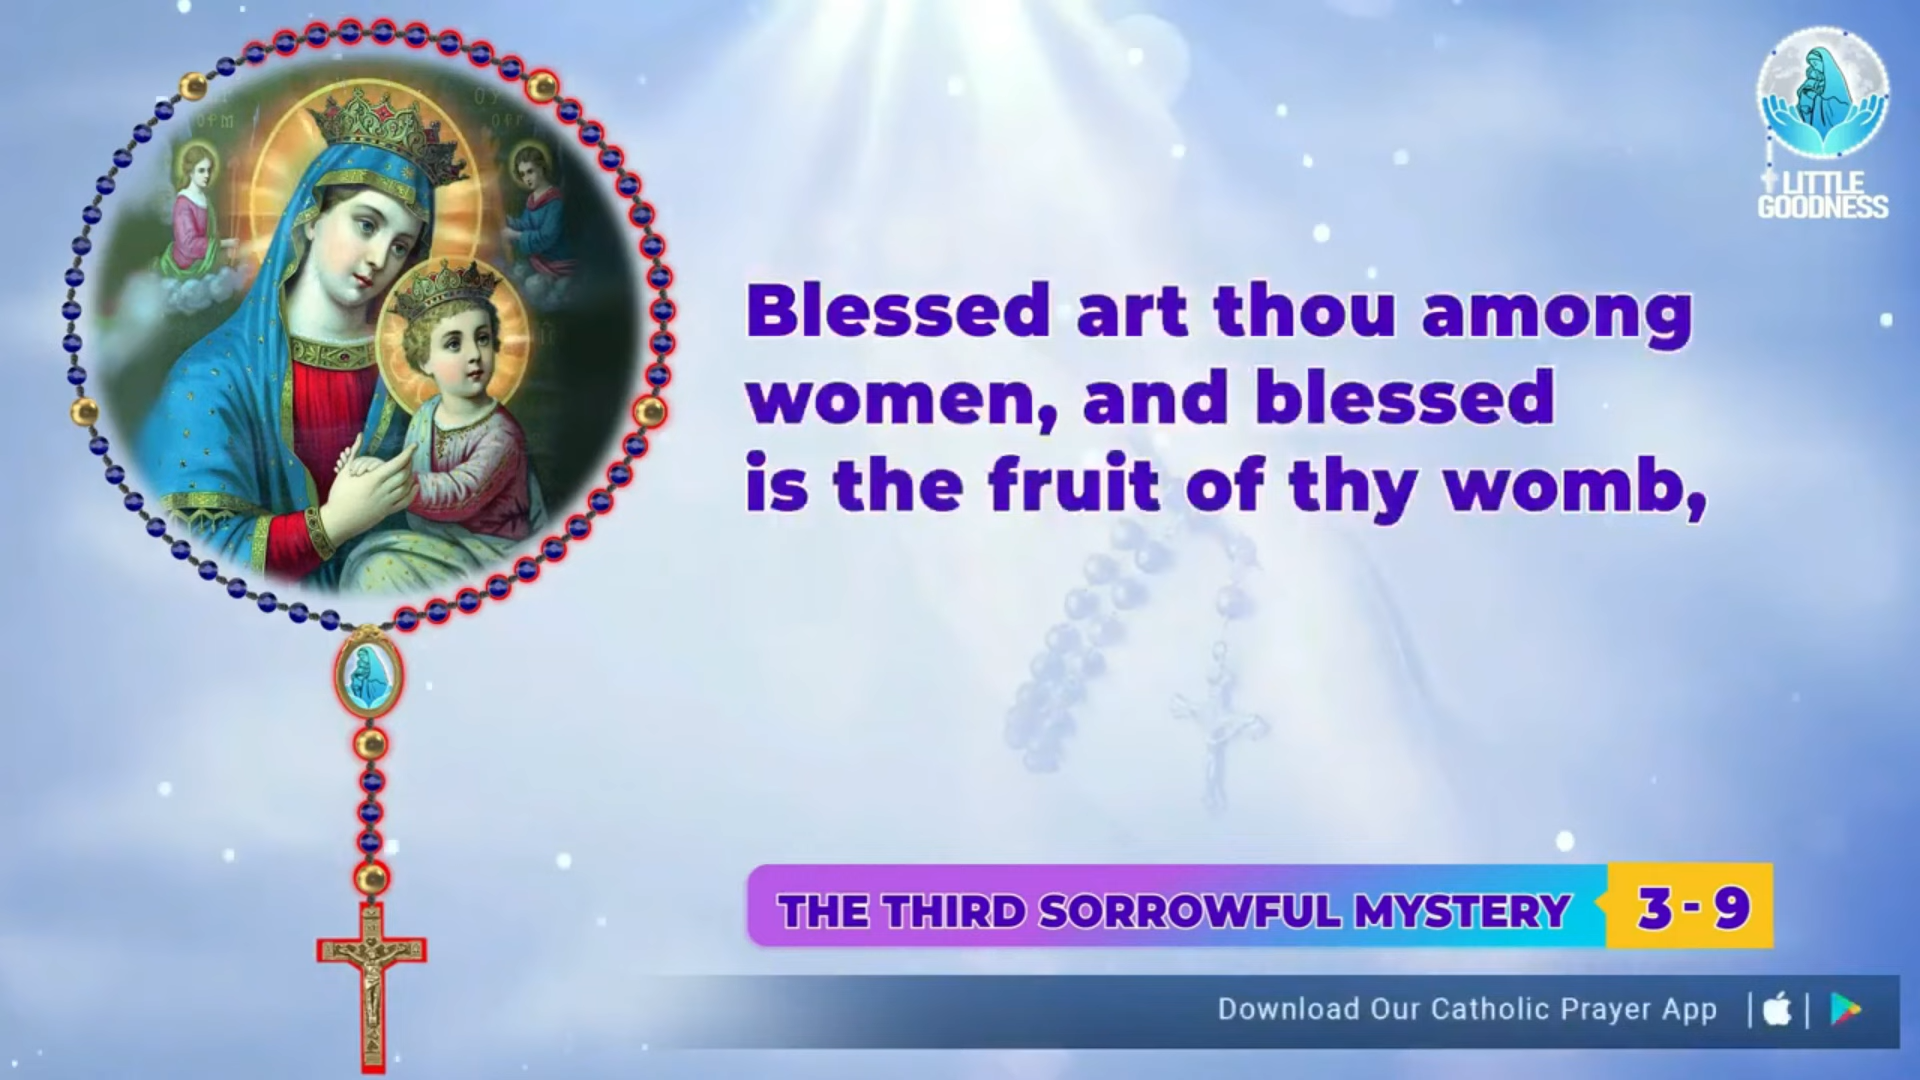 LITTLE
GOODNESS
Blessed art thou among
women, and blessed
is the fruit of thy womb,
THE THIRD SORROWFUL MYSTERY 3 - 9
Download Our Catholic Prayer App